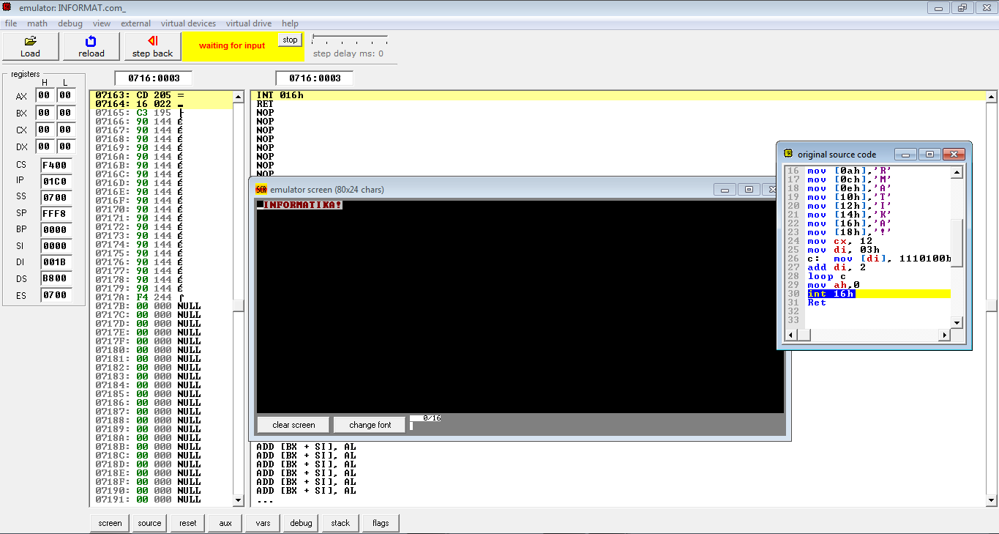 emulator: INFORMAT.com_
file math debug view external virtual devices virtual drive help
Load reload step back waiting for input stop step delay ms: 0
registers
H L
AX 00 00
BX 00 00
CX 00 00
DX 00 00
CS F400
IP 01C0
SS 0700
SP FFF8
BP 0000
SI 0000
DI 001B
DS B800
ES 0700
0716:0003 0716:0003
07163: CD 205 =
07164: 16 022 ▬
07165: C3 195 ├
07166: 90 144 É
07167: 90 144 É
07168: 90 144 É
07169: 90 144 É
0716A: 90 144 É
0716B: 90 144 É
0716C: 90 144 É
0716D: 90 144 É
0716E: 90 144 É
0716F: 90 144 É
07170: 90 144 É
07171: 90 144 É
07172: 90 144 É
07173: 90 144 É
07174: 90 144 É
07175: 90 144 É
07176: 90 144 É
07177: 90 144 É
07178: 90 144 É
07179: 90 144 É
0717A: F4 244 ⌠
0717B: 00 000 NULL
0717C: 00 000 NULL
0717D: 00 000 NULL
0717E: 00 000 NULL
0717F: 00 000 NULL
07180: 00 000 NULL
07181: 00 000 NULL
07182: 00 000 NULL
07183: 00 000 NULL
07184: 00 000 NULL
07185: 00 000 NULL
07186: 00 000 NULL
07187: 00 000 NULL
07188: 00 000 NULL
07189: 00 000 NULL
0718A: 00 000 NULL
0718B: 00 000 NULL
0718C: 00 000 NULL
0718D: 00 000 NULL
0718E: 00 000 NULL
0718F: 00 000 NULL
07190: 00 000 NULL
07191: 00 000 NULL
INT 016h
RET
NOP
NOP
NOP
NOP
NOP
NOP
NOP
NOP
emulator screen (80x24 chars)
INFORMATIKA!
clear screen change font 0/16
ADD [BX + SI], AL
ADD [BX + SI], AL
ADD [BX + SI], AL
ADD [BX + SI], AL
ADD [BX + SI], AL
ADD [BX + SI], AL
...
original source code
16 mov [0ah],'R'
17 mov [0ch],'M'
18 mov [0eh],'A'
19 mov [10h],'T'
20 mov [12h],'I'
21 mov [14h],'K'
22 mov [16h],'A'
23 mov [18h],'!'
24 mov cx, 12
25 mov di, 03h
26 c: mov [di], 1110100b
27 add di, 2
28 loop c
29 mov ah,0
30 int 16h
31 Ret
32
33
screen source reset aux vars debug stack flags